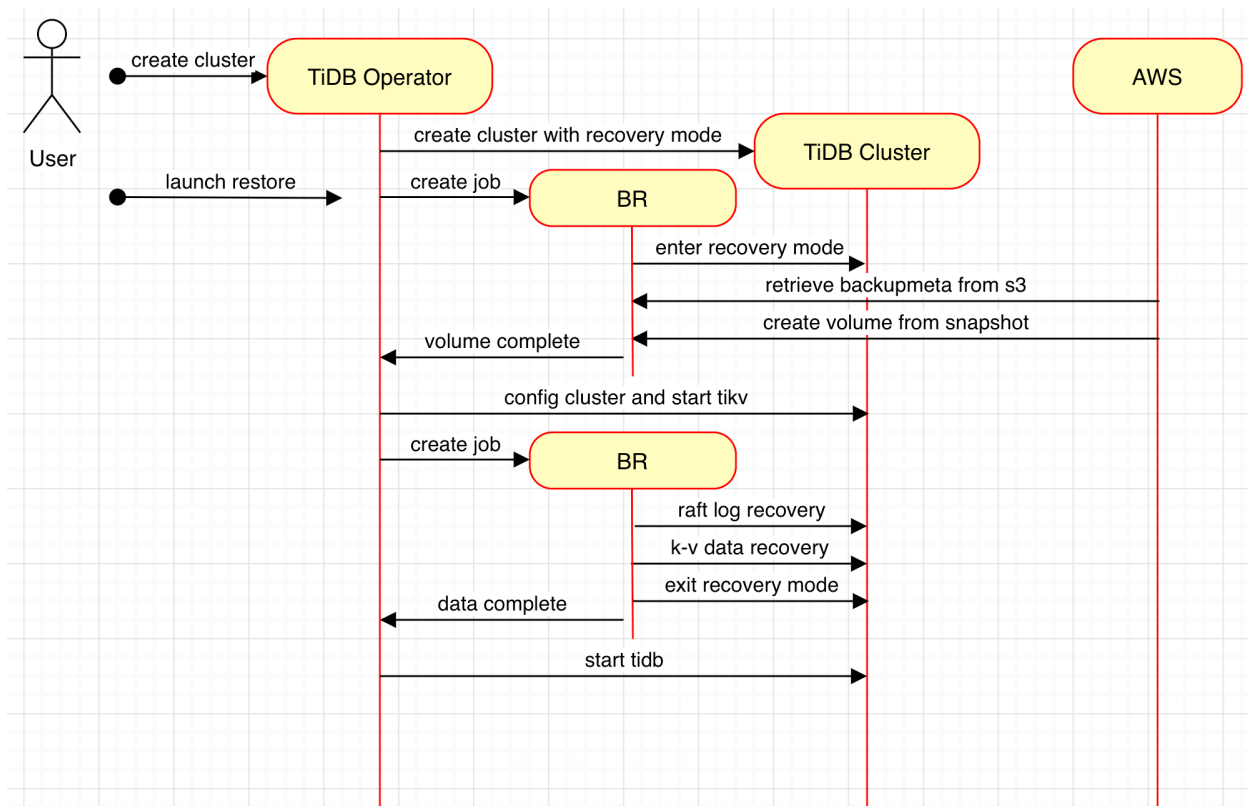 create cluster
TiDB Operator
AWS
User
create cluster with recovery mode
TiDB Cluster
launch restore
create job
BR
enter recovery mode
retrieve backupmeta from s3
create volume from snapshot
volume complete
config cluster and start tikv
create job
BR
raft log recovery
k-v data recovery
exit recovery mode
data complete
start tidb